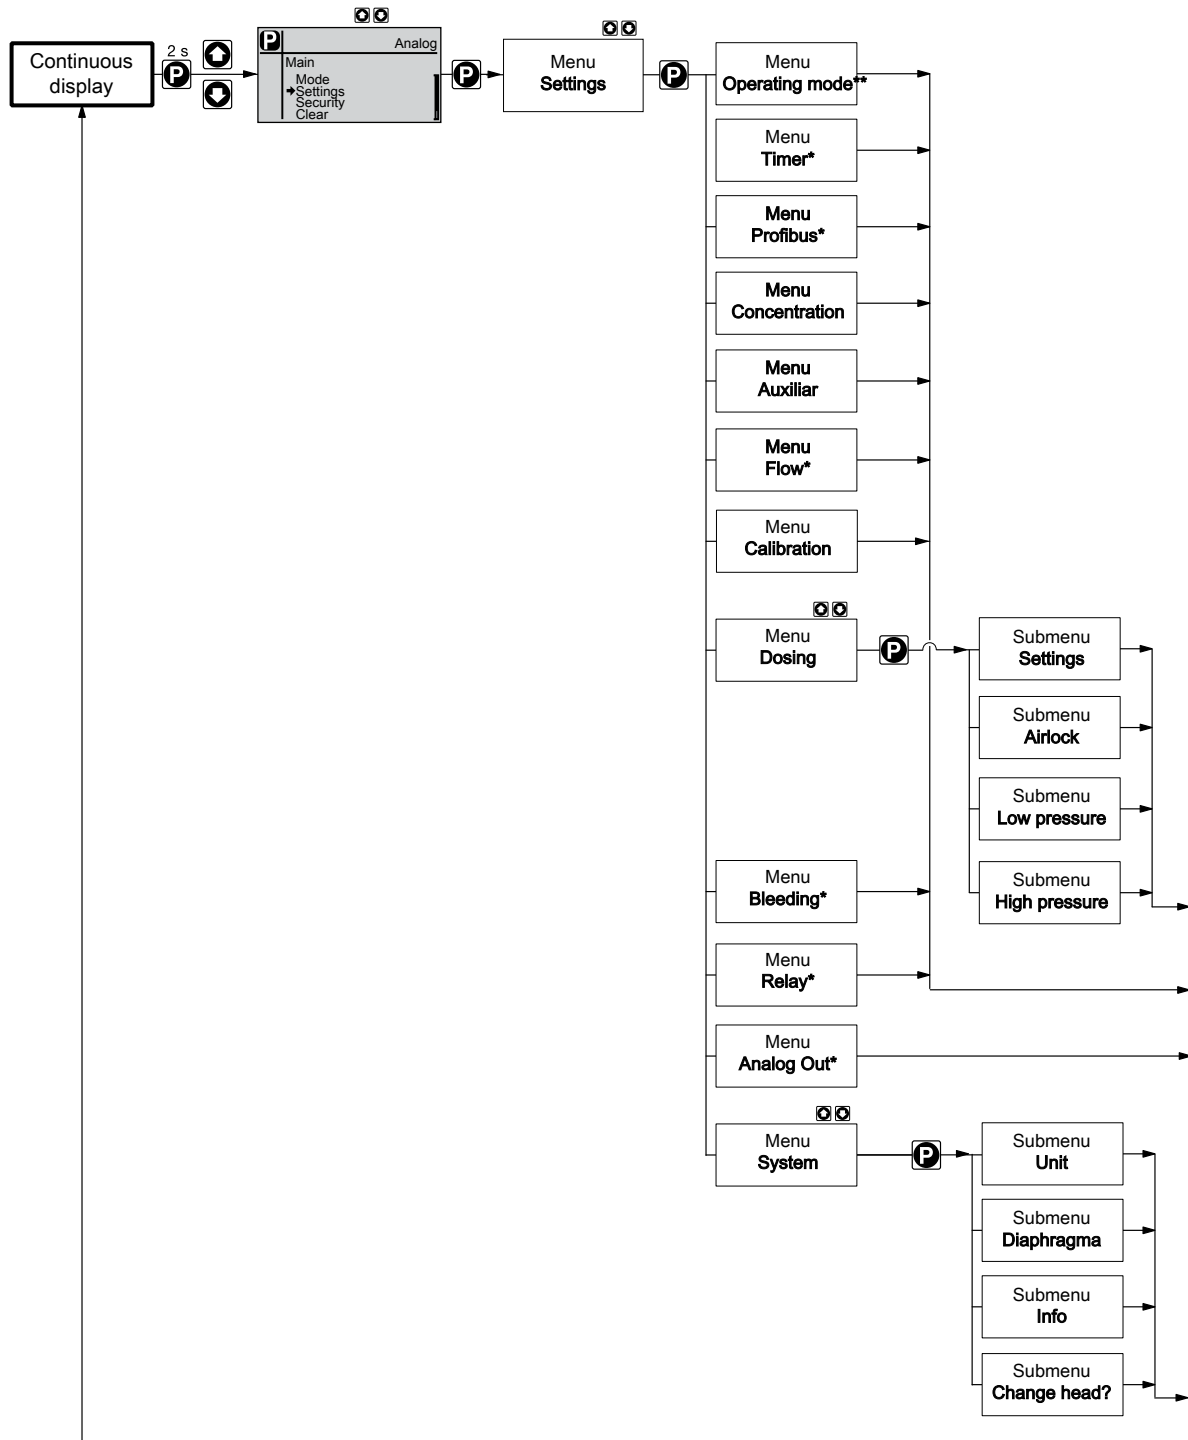 Continuous
display
2 s
P
P
Analog
Main
Mode
Settings
Security
Clear
P
Menu
Settings
P
Menu
Operating mode**
Menu
Timer*
Menu
Profibus*
Menu
Concentration
Menu
Auxiliar
Menu
Flow*
Menu
Calibration
Menu
Dosing
P
Submenu
Settings
Submenu
Airlock
Submenu
Low pressure
Submenu
High pressure
Menu
Bleeding*
Menu
Relay*
Menu
Analog Out*
Menu
System
P
Submenu
Unit
Submenu
Diaphragma
Submenu
Info
Submenu
Change head?